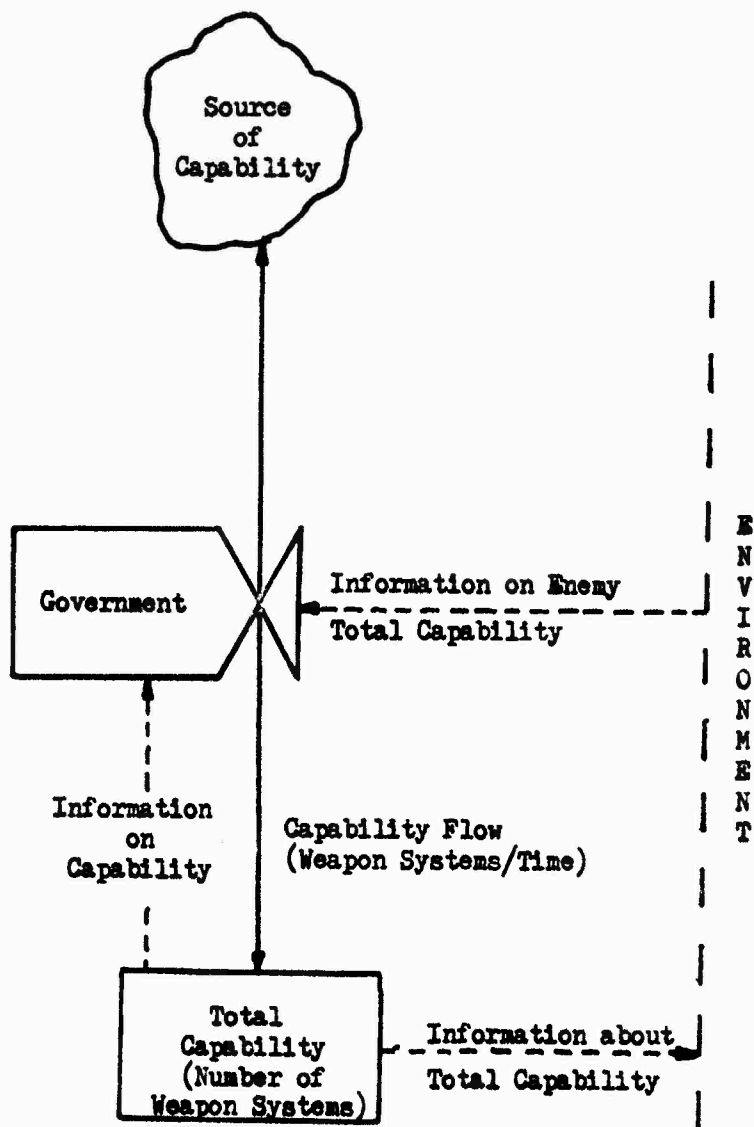 Source
of
Capability
Government
Information on Enemy
Total Capability
ENVIRONMENT
Information
on
Capability
Capability Flow
(Weapon Systems/Time)
Total
Capability
(Number of
Weapon Systems)
Information about
Total Capability